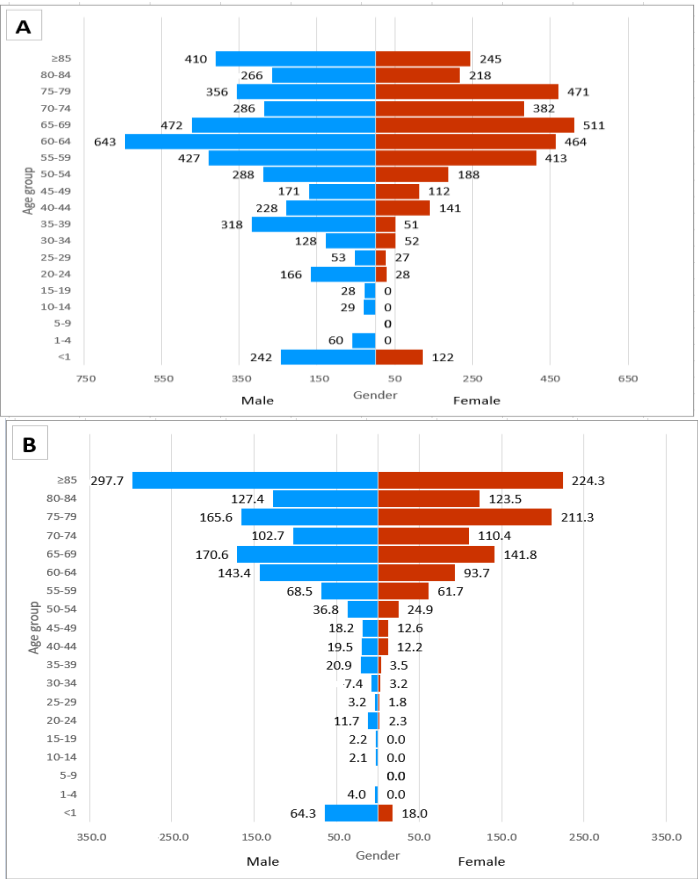 A
≥85 410 245
80-84 266 218
75-79 356 471
70-74 286 382
65-69 472 511
60-64 643 464
55-59 427 413
50-54 288 188
45-49 171 112
40-44 228 141
35-39 318 51
30-34 128 52
25-29 53 27
20-24 166 28
15-19 28 0
10-14 29 0
5-9 0
1-4 60 0
<1 242 122
Age group
750 550 350 150 50 250 450 650
Male Gender Female
B
≥85 297.7 224.3
80-84 127.4 123.5
75-79 165.6 211.3
70-74 102.7 110.4
65-69 170.6 141.8
60-64 143.4 93.7
55-59 68.5 61.7
50-54 36.8 24.9
45-49 18.2 12.6
40-44 19.5 12.2
35-39 20.9 3.5
30-34 7.4 3.2
25-29 3.2 1.8
20-24 11.7 2.3
15-19 2.2 0.0
10-14 2.1 0.0
5-9 0.0
1-4 4.0 0.0
<1 64.3 18.0
Age group
350.0 250.0 150.0 50.0 50.0 150.0 250.0 350.0
Male Gender Female